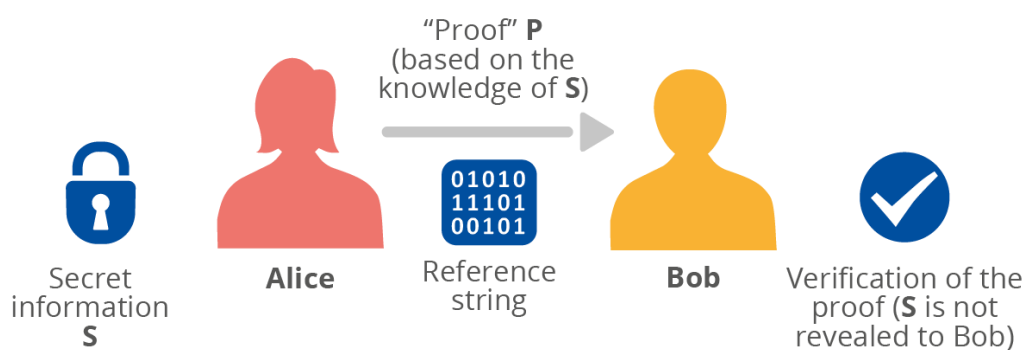 “Proof” P
(based on the
knowledge of S)
01010
11101
00101
Secret
information
S
Alice
Reference
string
Bob
Verification of the
proof (S is not
revealed to Bob)